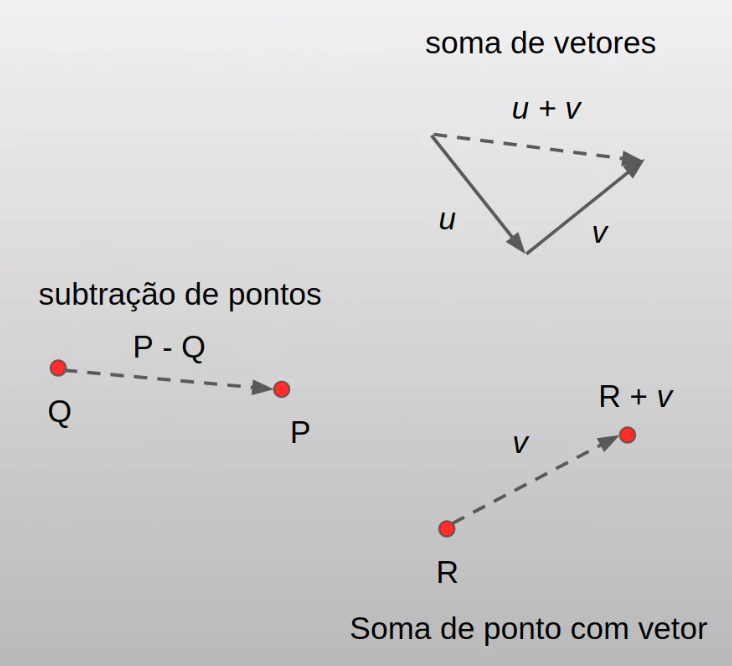 soma de vetores
u + v
u
v
subtração de pontos
P - Q
Q
P
R + v
v
R
Soma de ponto com vetor